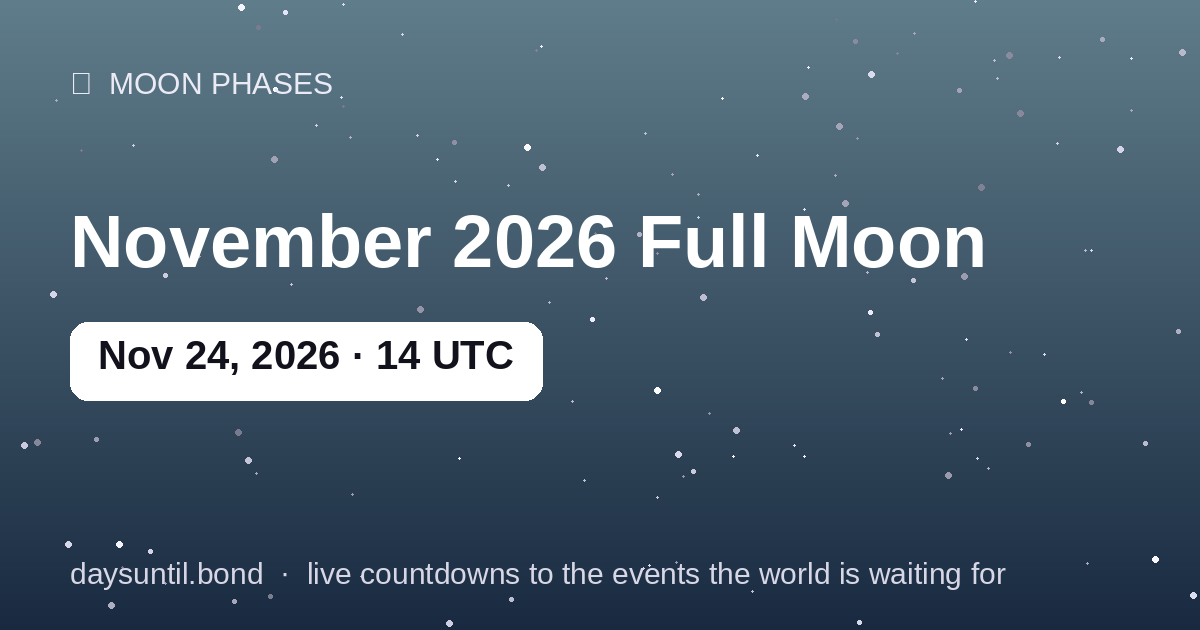 MOON PHASES
November 2026 Full Moon
Nov 24, 2026 · 14 UTC
daysuntil.bond · live countdowns to the events the world is waiting for